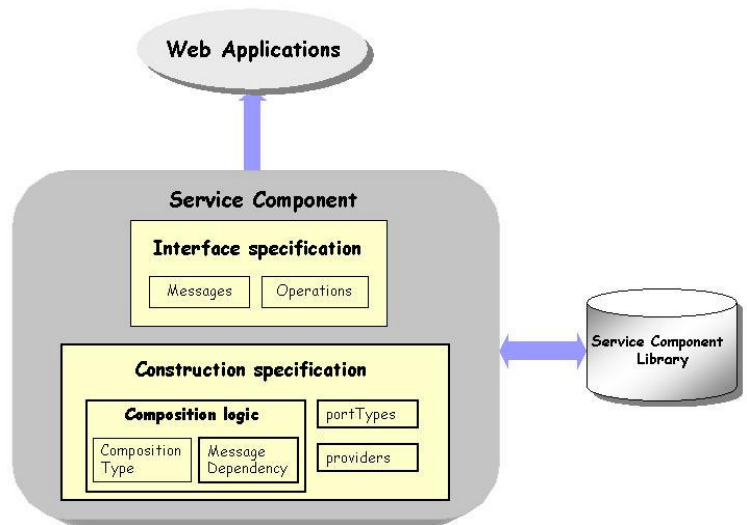 Web Applications
Service Component
Interface specification
Messages
Operations
Construction specification
Composition logic
Composition
Type
Message
Dependency
portTypes
providers
Service Component
Library